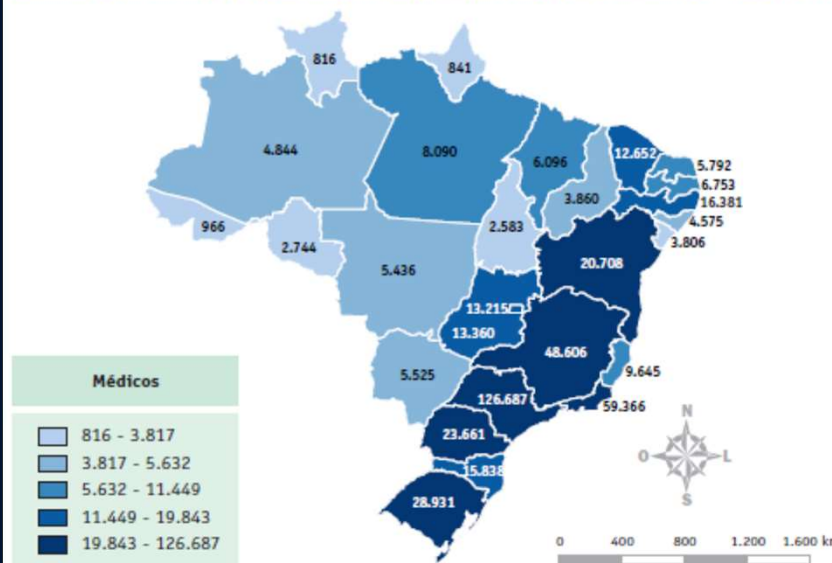 816
841
4.844
8.090
6.096
12.652
5.792
6.753
16.381
3.860
4.575
966
2.583
3.806
2.744
20.708
5.436
13.215
13.360
48.606
5.525
9.645
126.687
59.366
23.661
15.838
28.931
Médicos
816 - 3.817
3.817 - 5.632
5.632 - 11.449
11.449 - 19.843
19.843 - 126.687
N
O
L
S
0 400 800 1.200 1.600